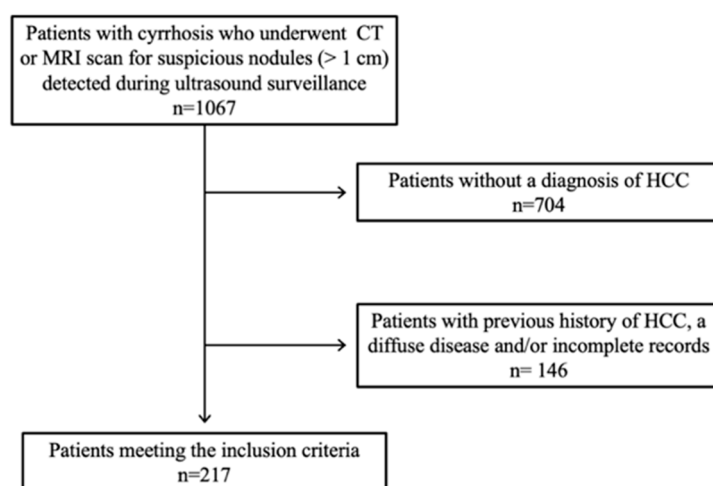 Patients with cyrrhosis who underwent CT
or MRI scan for suspicious nodules (> 1 cm)
detected during ultrasound surveillance
n=1067
Patients without a diagnosis of HCC
n=704
Patients with previous history of HCC, a
diffuse disease and/or incomplete records
n= 146
Patients meeting the inclusion criteria
n=217